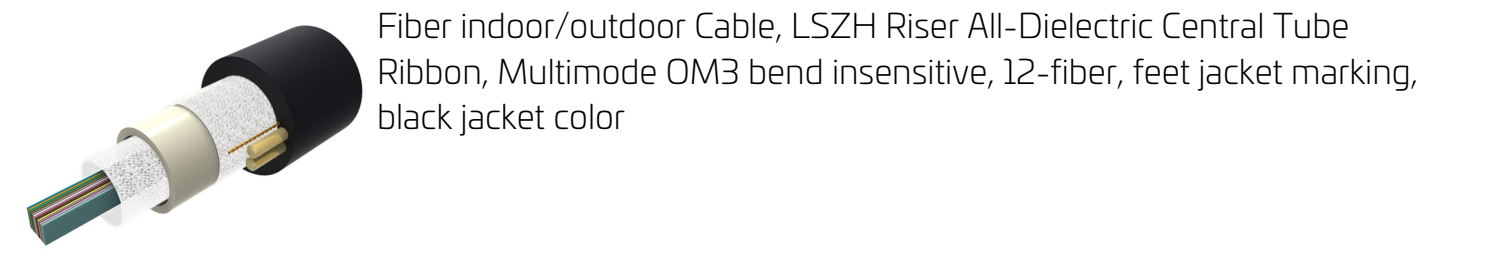 Fiber indoor/outdoor Cable, LSZH Riser All-Dielectric Central Tube
Ribbon, Multimode OM3 bend insensitive, 12-fiber, feet jacket marking,
black jacket color